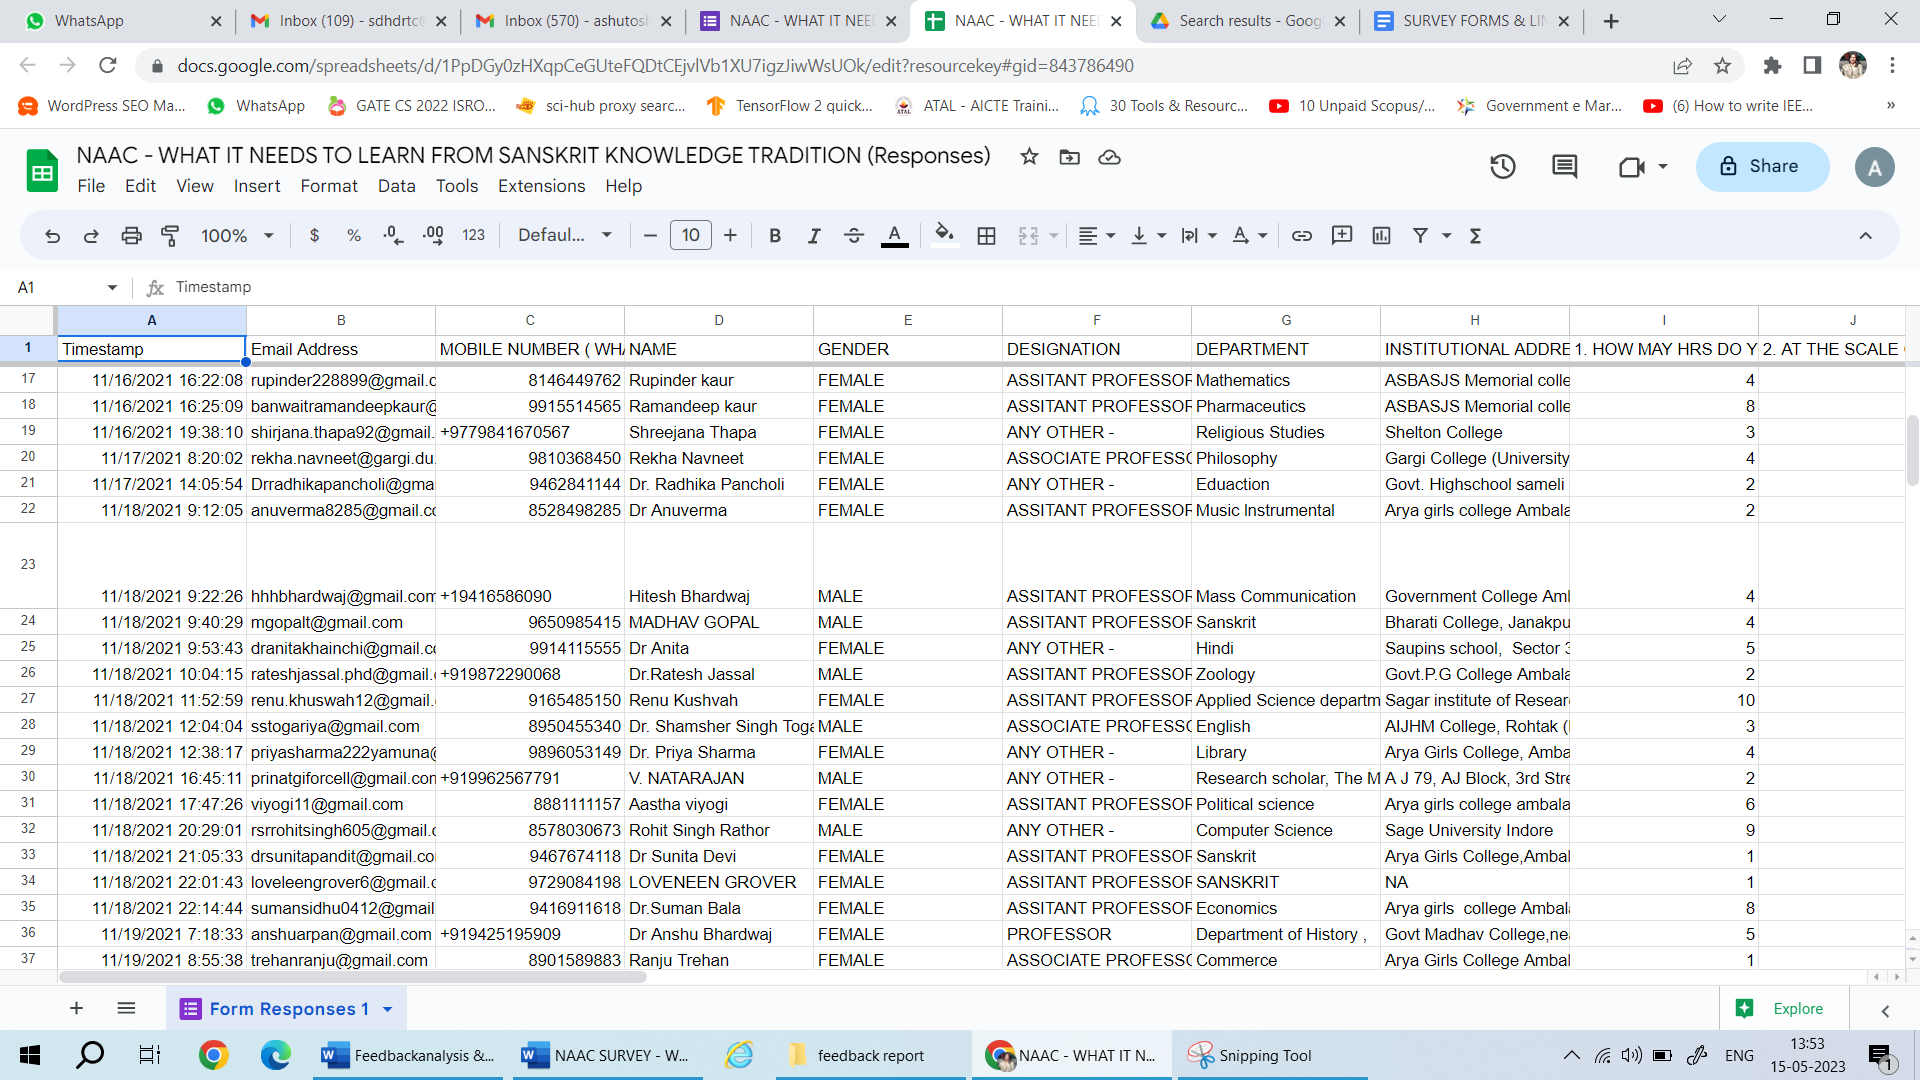 WhatsApp
Inbox (109) - sdhdrtc
Inbox (570) - ashutosh
NAAC - WHAT IT NEE
NAAC - WHAT IT NEE
Search results - Goog
SURVEY FORMS & LIN
docs.google.com/spreadsheets/d/1PpDGy0zHXqpCeGUteFQDtCEjvlVb1XU7igzJiwWsUOk/edit?resourcekey#gid=843786490
WordPress SEO Ma... WhatsApp GATE CS 2022 ISRO... sci-hub proxy searc... TensorFlow 2 quick... ATAL - AICTE Traini... 30 Tools & Resourc... 10 Unpaid Scopus/... Government e Mar... (6) How to write IEE... »
NAAC - WHAT IT NEEDS TO LEARN FROM SANSKRIT KNOWLEDGE TRADITION (Responses)
File Edit View Insert Format Data Tools Extensions Help
Share
A
100% $ % .0 .00 123 Defaul... - 10 + B I A
A1 fx Timestamp
A B C D E F G H I J
1 Timestamp Email Address MOBILE NUMBER ( WHA NAME GENDER DESIGNATION DEPARTMENT INSTITUTIONAL ADDRE 1. HOW MAY HRS DO Y 2. AT THE SCALE
17 11/16/2021 16:22:08 rupinder228899@gmail.c 8146449762 Rupinder kaur FEMALE ASSITANT PROFESSOR Mathematics ASBASJS Memorial colle 4
18 11/16/2021 16:25:09 banwaitramandeepkaur@ 9915514565 Ramandeep kaur FEMALE ASSITANT PROFESSOR Pharmaceutics ASBASJS Memorial colle 8
19 11/16/2021 19:38:10 shirjana.thapa92@gmail. +9779841670567 Shreejana Thapa FEMALE ANY OTHER - Religious Studies Shelton College 3
20 11/17/2021 8:20:02 rekha.navneet@gargi.du. 9810368450 Rekha Navneet FEMALE ASSOCIATE PROFESSO Philosophy Gargi College (University 4
21 11/17/2021 14:05:54 Drradhikapancholi@gma 9462841144 Dr. Radhika Pancholi FEMALE ANY OTHER - Eduaction Govt. Highschool sameli 2
22 11/18/2021 9:12:05 anuverma8285@gmail.co 8528498285 Dr Anuverma FEMALE ASSITANT PROFESSOR Music Instrumental Arya girls college Ambala 2
23 11/18/2021 9:22:26 hhhbhardwaj@gmail.com +19416586090 Hitesh Bhardwaj MALE ASSITANT PROFESSOR Mass Communication Government College Amb 4
24 11/18/2021 9:40:29 mgopalt@gmail.com 9650985415 MADHAV GOPAL MALE ASSITANT PROFESSOR Sanskrit Bharati College, Janakpu 4
25 11/18/2021 9:53:43 dranitakhainchi@gmail.co 9914115555 Dr Anita FEMALE ANY OTHER - Hindi Saupins school, Sector 3 5
26 11/18/2021 10:04:15 rateshjassal.phd@gmail. +919872290068 Dr.Ratesh Jassal MALE ASSITANT PROFESSOR Zoology Govt.P.G College Ambala 2
27 11/18/2021 11:52:59 renu.khuswah12@gmail. 9165485150 Renu Kushvah FEMALE ASSITANT PROFESSOR Applied Science departm Sagar institute of Resear 10
28 11/18/2021 12:04:04 sstogariya@gmail.com 8950455340 Dr. Shamsher Singh Toga MALE ASSOCIATE PROFESSO English AIJHM College, Rohtak ( 3
29 11/18/2021 12:38:17 priyasharma222yamuna@ 9896053149 Dr. Priya Sharma FEMALE ANY OTHER - Library Arya Girls College, Amba 4
30 11/18/2021 16:45:11 prinatgiforcell@gmail.com +919962567791 V. NATARAJAN MALE ANY OTHER - Research scholar, The M A J 79, AJ Block, 3rd Stre 2
31 11/18/2021 17:47:26 viyogi11@gmail.com 8881111157 Aastha viyogi FEMALE ASSITANT PROFESSOR Political science Arya girls college ambala 6
32 11/18/2021 20:29:01 rsrrohitsingh605@gmail.c 8578030673 Rohit Singh Rathor MALE ANY OTHER - Computer Science Sage University Indore 9
33 11/18/2021 21:05:33 drsunitapandit@gmail.co 9467674118 Dr Sunita Devi FEMALE ASSITANT PROFESSOR Sanskrit Arya Girls College,Ambal 1
34 11/18/2021 22:01:43 loveleengrover6@gmail.c 9729084198 LOVENEEN GROVER FEMALE ASSITANT PROFESSOR SANSKRIT NA 1
35 11/18/2021 22:14:44 sumansidhu0412@gmail 9416911618 Dr.Suman Bala FEMALE ASSITANT PROFESSOR Economics Arya girls college Ambal 8
36 11/19/2021 7:18:33 anshuarpan@gmail.com +919425195909 Dr Anshu Bhardwaj FEMALE PROFESSOR Department of History , Govt Madhav College,ne 5
37 11/19/2021 8:55:38 trehanranju@gmail.com 8901589883 Ranju Trehan FEMALE ASSOCIATE PROFESSO Commerce Arya Girls College Ambal 1
Form Responses 1
Explore
Feedbackanalysis &... NAAC SURVEY - W... feedback report NAAC - WHAT IT N... Snipping Tool ENG 13:53
15-05-2023
1